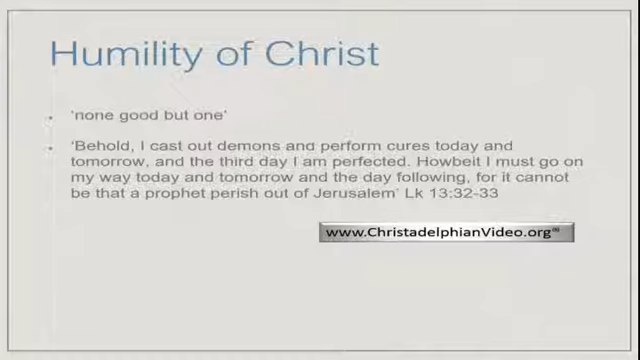 Humility of Christ
'none good but one'
'Behold, I cast out demons and perform cures today and
tomorrow, and the third day I am perfected. Howbeit I must go on
my way today and tomorrow and the day following, for it cannot
be that a prophet perish out of Jerusalem' Lk 13:32-33
www.ChristadelphianVideo.org